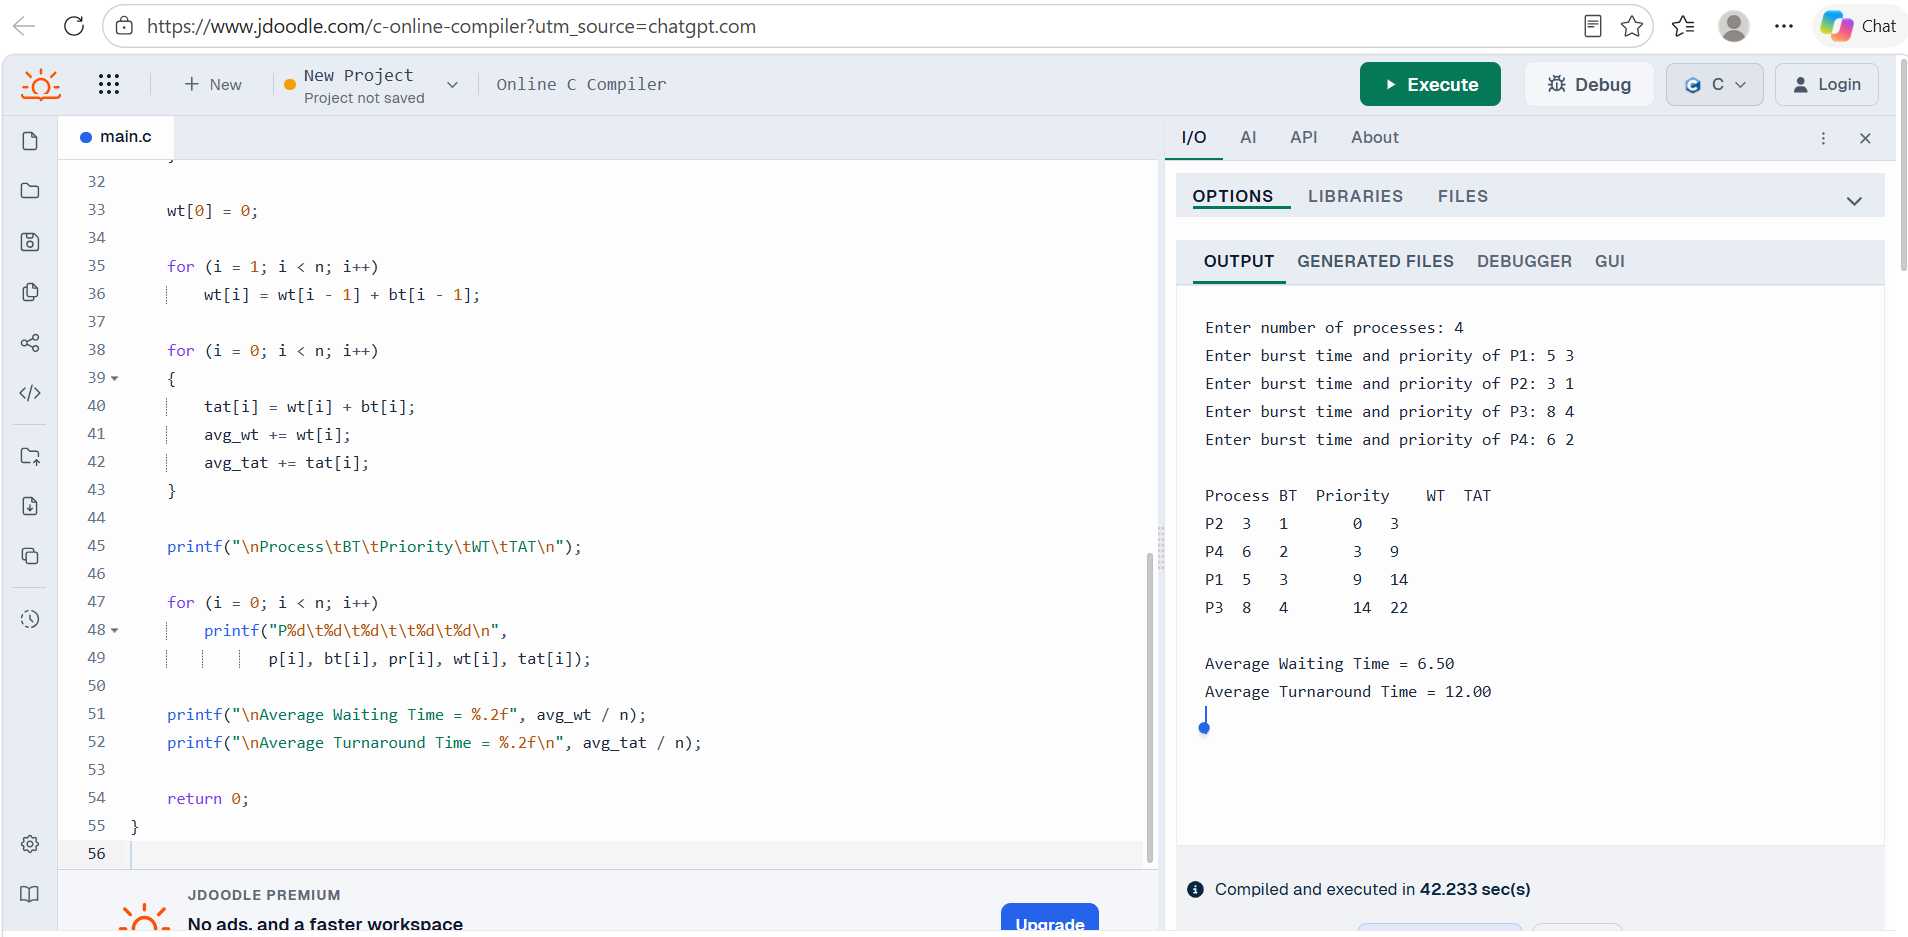 https://www.jdoodle.com/c-online-compiler?utm_source=chatgpt.com
Chat
New
New Project
Project not saved
Online C Compiler
Execute
Debug
C
Login
main.c
I/O AI API About
OPTIONS LIBRARIES FILES
OUTPUT GENERATED FILES DEBUGGER GUI
32
33 wt[0] = 0;
34
35 for (i = 1; i < n; i++)
36 wt[i] = wt[i - 1] + bt[i - 1];
37
38 for (i = 0; i < n; i++)
39 {
40 tat[i] = wt[i] + bt[i];
41 avg_wt += wt[i];
42 avg_tat += tat[i];
43 }
44
45 printf("\nProcess\tBT\tPriority\tWT\tTAT\n");
46
47 for (i = 0; i < n; i++)
48 printf("P%d\t%d\t%d\t\t%d\t%d\n",
49 p[i], bt[i], pr[i], wt[i], tat[i]);
50
51 printf("\nAverage Waiting Time = %.2f", avg_wt / n);
52 printf("\nAverage Turnaround Time = %.2f\n", avg_tat / n);
53
54 return 0;
55 }
56
Enter number of processes: 4
Enter burst time and priority of P1: 5 3
Enter burst time and priority of P2: 3 1
Enter burst time and priority of P3: 8 4
Enter burst time and priority of P4: 6 2
Process BT Priority WT TAT
P2 3 1 0 3
P4 6 2 3 9
P1 5 3 9 14
P3 8 4 14 22
Average Waiting Time = 6.50
Average Turnaround Time = 12.00
Compiled and executed in 42.233 sec(s)
JDOODLE PREMIUM
No ads, and a faster workspace
Upgrade